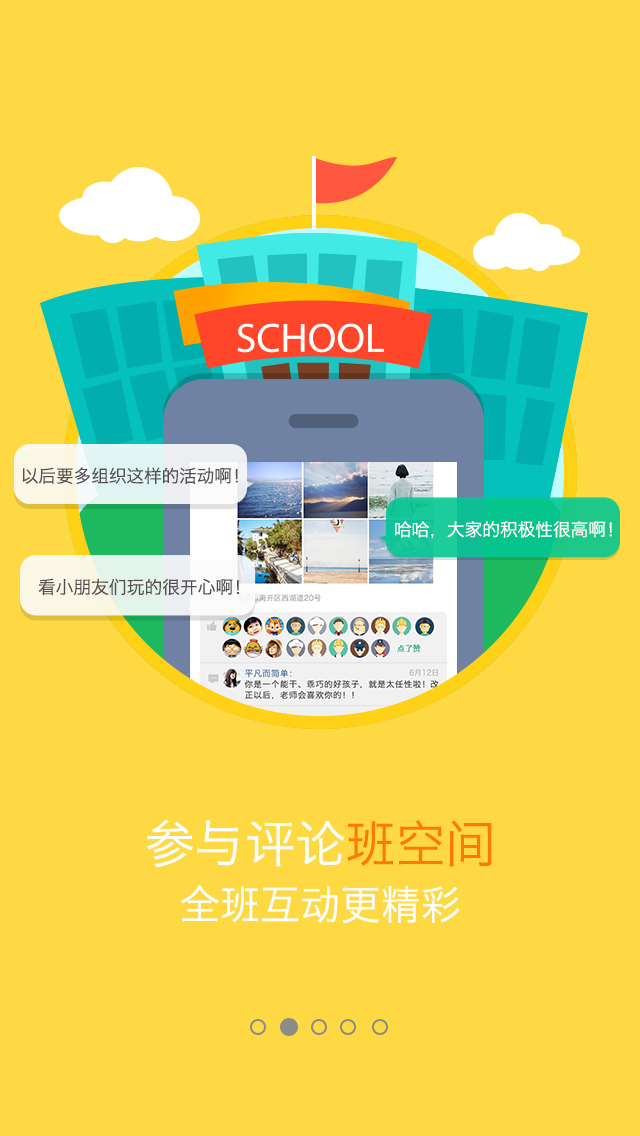 SCHOOL
以后要多组织这样的活动啊！
哈哈，大家的积极性很高啊！
看小朋友们玩的很开心啊！
南开区西湖道20号
点了赞
平凡而简单：
6月12日
你是一个能干、乖巧的好孩子，就是太任性啦！改
正以后，老师会喜欢你的！！
参与评论班空间
全班互动更精彩